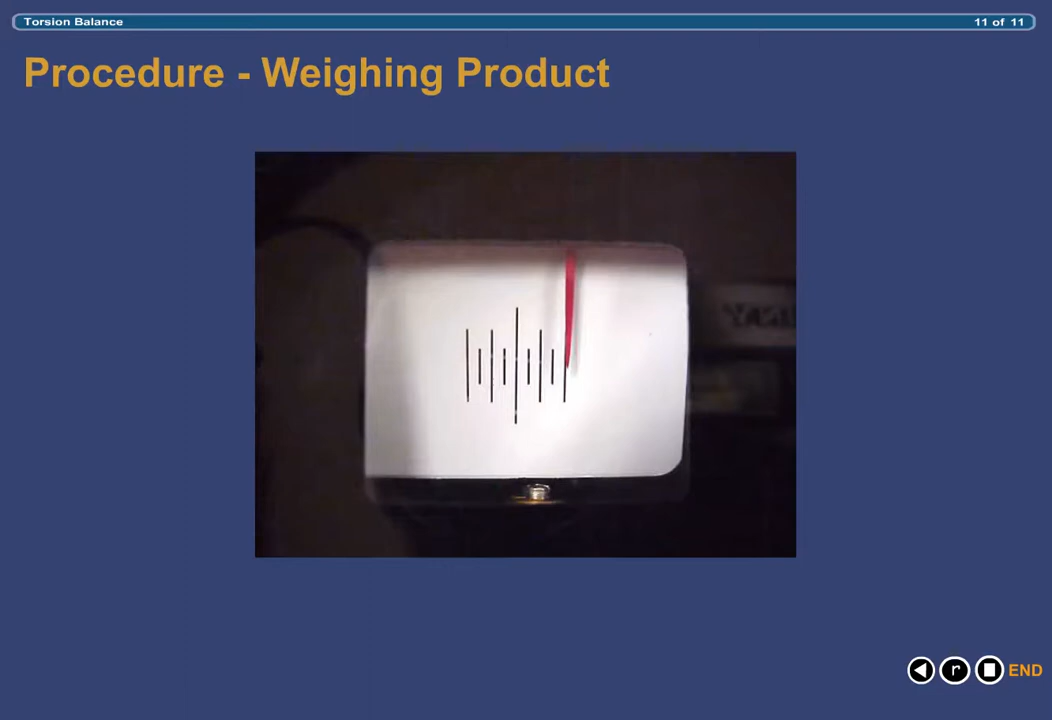 Torsion Balance
11 of 11
Procedure - Weighing Product
r
END